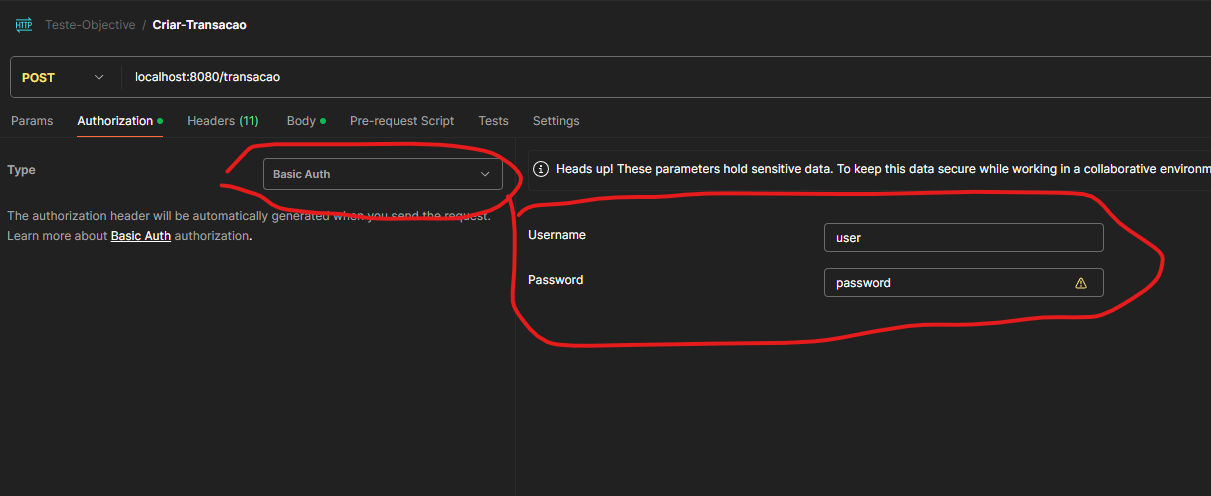 HTTP Teste-Objective / Criar-Transacao
POST localhost:8080/transacao
Params Authorization Headers (11) Body Pre-request Script Tests Settings
Type Basic Auth
Heads up! These parameters hold sensitive data. To keep this data secure while working in a collaborative environm
The authorization header will be automatically generated when you send the request.
Learn more about Basic Auth authorization.
Username user
Password password